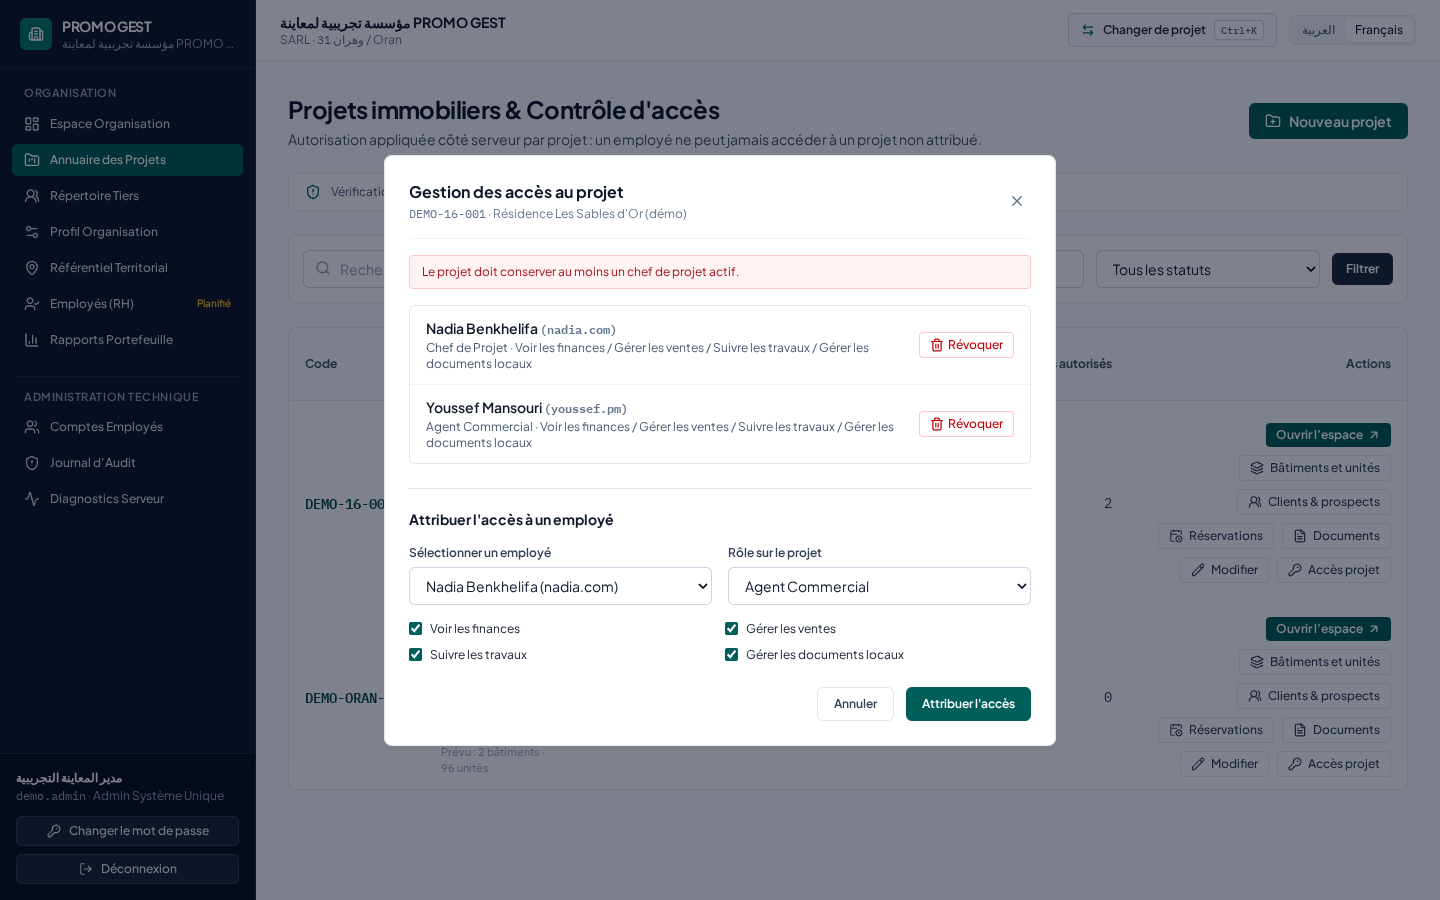 PROMOGEST
مؤسسة تجريبية لمعاينة PROMO ...
ORGANISATION
Espace Organisation
Annuaire des Projets
Répertoire Tiers
Profil Organisation
Référentiel Territorial
Employés (RH)
Planifié
Rapports Portefeuille
ADMINISTRATION TECHNIQUE
Comptes Employés
Journal d’Audit
Diagnostics Serveur
مدير المعاينة التجريبية
demo.admin · Admin Système Unique
Changer le mot de passe
Déconnexion
مؤسسة تجريبية لمعاينة PROMO GEST
SARL · 31 وهران / Oran
Changer de projet Ctrl+K
العربية
Français
Projets immobiliers & Contrôle d'accès
Autorisation appliquée côté serveur par projet : un employé ne peut jamais accéder à un projet non attribué.
Nouveau projet
Tous les statuts
Filtrer
Code
autorisés
Actions
DEMO-16-00
2
Ouvrir l’espace
Bâtiments et unités
Clients & prospects
Réservations
Documents
Modifier
Accès projet
DEMO-ORAN-
Prévu : 2 bâtiments ·
96 unités
0
Ouvrir l’espace
Bâtiments et unités
Clients & prospects
Réservations
Documents
Modifier
Accès projet
Gestion des accès au projet
DEMO-16-001 · Résidence Les Sables d'Or (démo)
Le projet doit conserver au moins un chef de projet actif.
Nadia Benkhelifa (nadia.com)
Chef de Projet · Voir les finances / Gérer les ventes / Suivre les travaux / Gérer les
documents locaux
Révoquer
Youssef Mansouri (youssef.pm)
Agent Commercial · Voir les finances / Gérer les ventes / Suivre les travaux / Gérer les
documents locaux
Révoquer
Attribuer l'accès à un employé
Sélectionner un employé
Rôle sur le projet
Nadia Benkhelifa (nadia.com)
Agent Commercial
Voir les finances
Gérer les ventes
Suivre les travaux
Gérer les documents locaux
Annuler
Attribuer l'accès